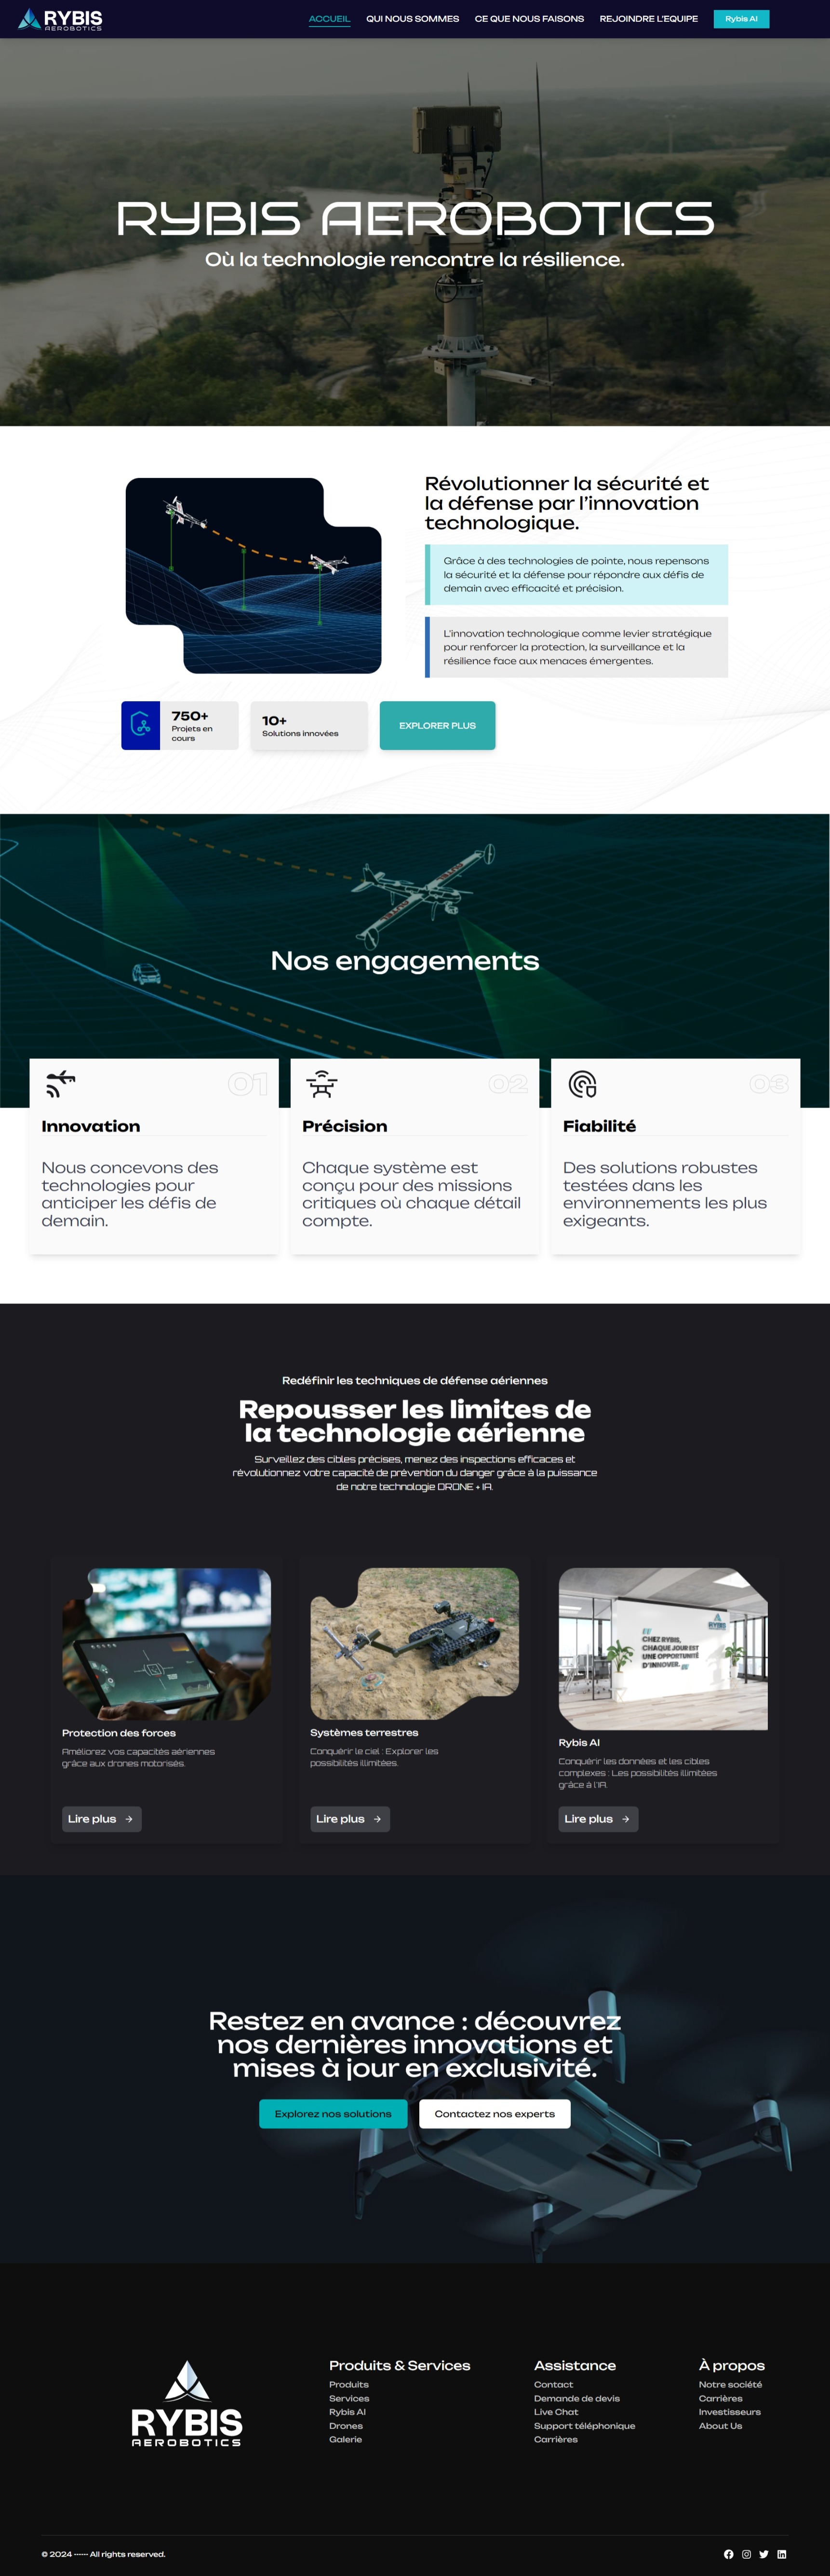 RYBIS
AEROBOTICS
ACCUEIL
QUI NOUS SOMMES
CE QUE NOUS FAISONS
REJOINDRE L'EQUIPE
Rybis AI
RYBIS AEROBOTICS
Où la technologie rencontre la résilience.
Révolutionner la sécurité et
la défense par l'innovation
technologique.
Grâce à des technologies de pointe, nous repensons
la sécurité et la défense pour répondre aux défis de
demain avec efficacité et précision.
L'innovation technologique comme levier stratégique
pour renforcer la protection, la surveillance et la
résilience face aux menaces émergentes.
750+
Projets en
cours
10+
Solutions innovées
EXPLORER PLUS
Nos engagements
01
Innovation
Nous concevons des
technologies pour
anticiper les défis de
demain.
02
Précision
Chaque système est
conçu pour des missions
critiques où chaque détail
compte.
03
Fiabilité
Des solutions robustes
testées dans les
environnements les plus
exigeants.
Redéfinir les techniques de défense aériennes
Repousser les limites de
la technologie aérienne
Surveillez des cibles précises, menez des inspections efficaces et
révolutionnez votre capacité de prévention du danger grâce à la puissance
de notre technologie DRONE + IA.
Protection des forces
Améliorez vos capacités aériennes
grâce aux drones motorisés.
Lire plus
Systèmes terrestres
Conquérir le ciel : Explorer les
possibilités illimitées.
Lire plus
RYBIS
CHEZ RYBIS,
CHAQUE JOUR EST
UNE OPPORTUNITÉ
D'INNOVER.
Rybis AI
Conquérir les données et les cibles
complexes : Les possibilités illimitées
grâce à l'IA.
Lire plus
Restez en avance : découvrez
nos dernières innovations et
mises à jour en exclusivité.
Explorez nos solutions
Contactez nos experts
RYBIS
AEROBOTICS
Produits & Services
Produits
Services
Rybis AI
Drones
Galerie
Assistance
Contact
Demande de devis
Live Chat
Support téléphonique
Carrières
À propos
Notre société
Carrières
Investisseurs
About Us
© 2024 ------ All rights reserved.